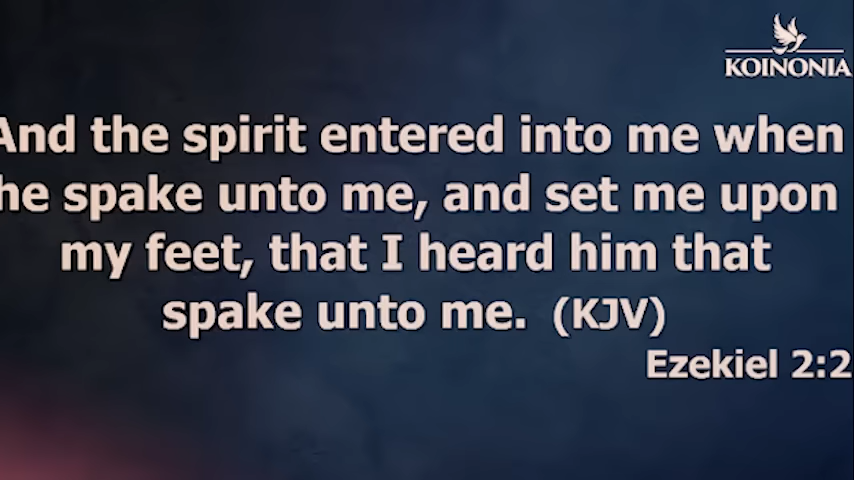 KOINONIA
And the spirit entered into me when
he spake unto me, and set me upon
my feet, that I heard him that
spake unto me. (KJV)
Ezekiel 2:2